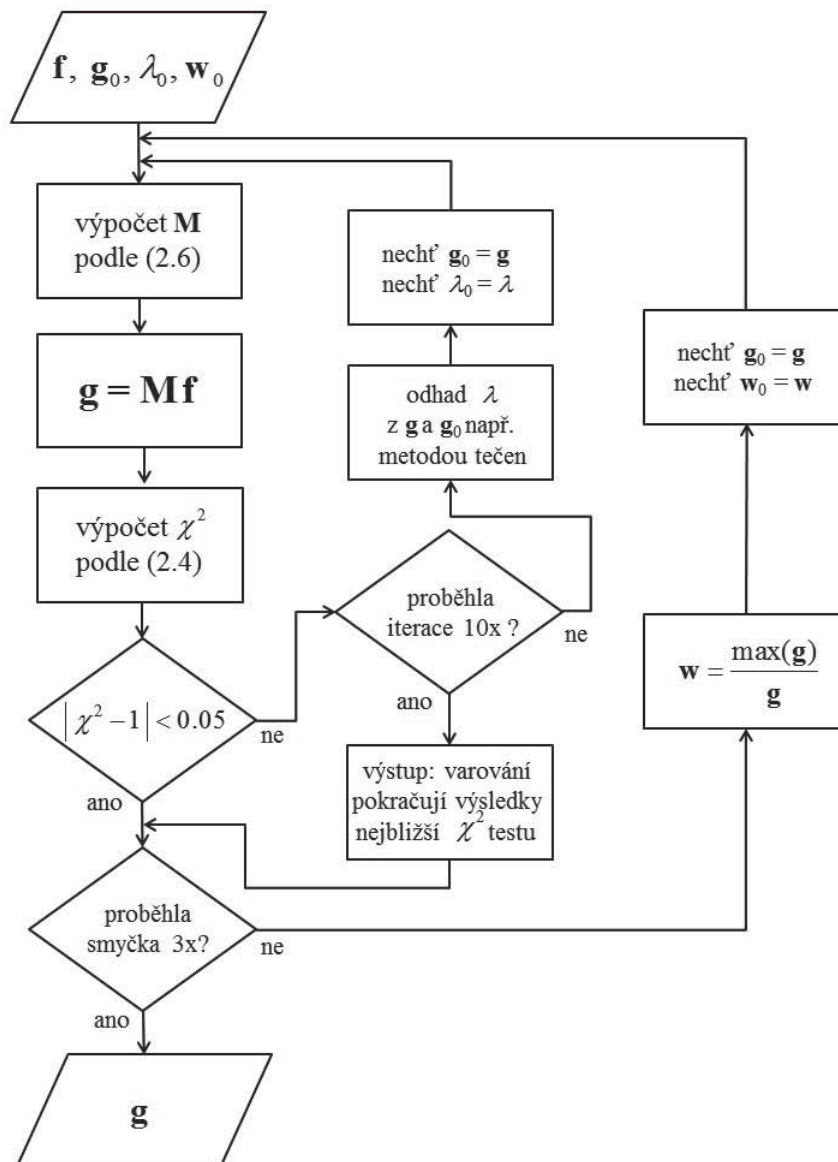 f, g₀, λ₀, w₀
výpočet M
podle (2.6)
g = Mf
výpočet χ²
podle (2.4)
|χ² −1| < 0.05
ne
ano
proběhla
iterace 10x ?
ne
ano
odhad λ
z g a g₀ např.
metodou tečen
nechť g₀ = g
nechť λ₀ = λ
výstup: varování
pokračují výsledky
nejbližší χ² testu
proběhla
smyčka 3x?
ne
ano
w = max(g)/g
nechť g₀ = g
nechť w₀ = w
g